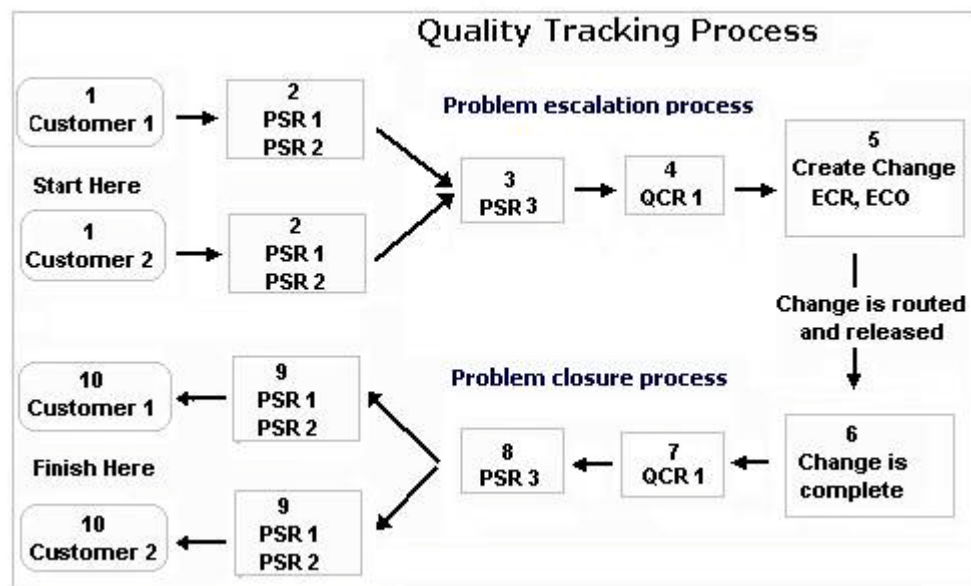 Quality Tracking Process
1
Customer 1
2
PSR 1
PSR 2
Problem escalation process
Start Here
1
Customer 2
2
PSR 1
PSR 2
3
PSR 3
4
QCR 1
5
Create Change
ECR, ECO
Change is routed
and released
Problem closure process
10
Customer 1
9
PSR 1
PSR 2
Finish Here
10
Customer 2
9
PSR 1
PSR 2
8
PSR 3
7
QCR 1
6
Change is
complete